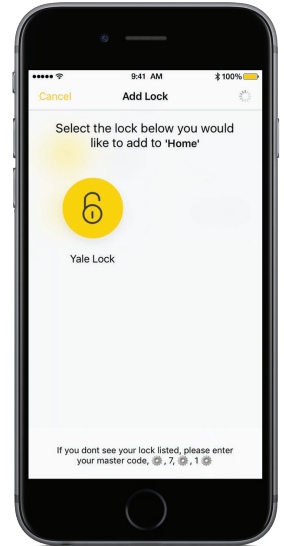 9:41 AM 100%
Cancel Add Lock
Select the lock below you would
like to add to 'Home'
Yale Lock
If you dont see your lock listed, please enter
your master code, , 7, , 1